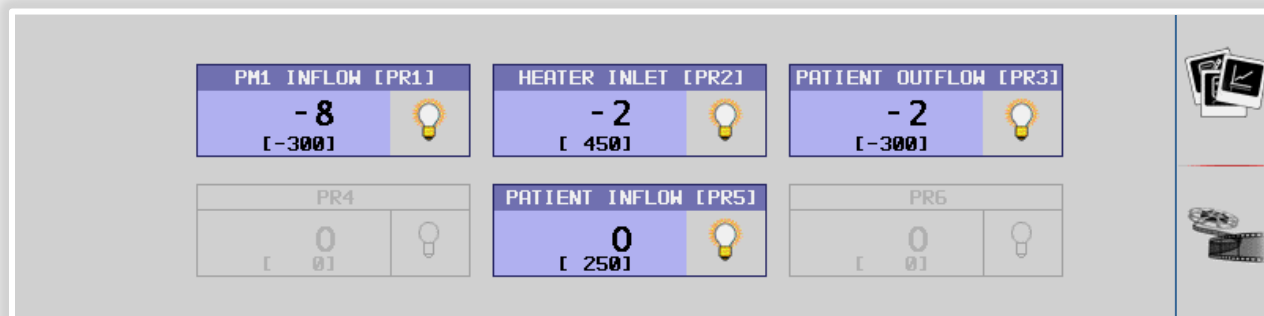 PM1 INFLOW [PR1]
-8
[-300]
HEATER INLET [PR2]
-2
[ 450]
PATIENT OUTFLOW [PR3]
-2
[-300]
PR4
0
[ 0]
PATIENT INFLOW [PR5]
0
[ 250]
PR6
0
[ 0]